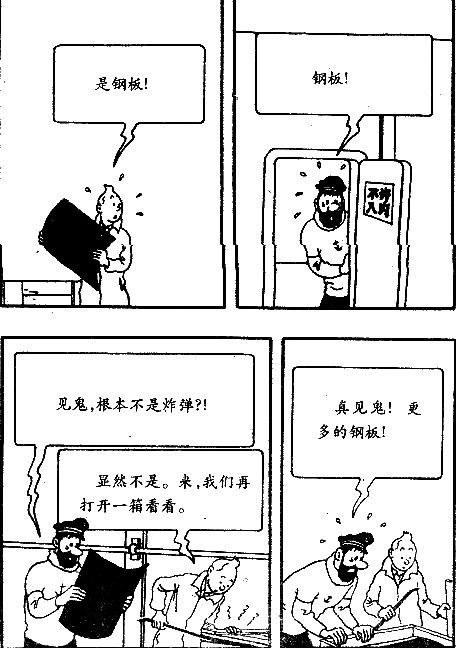 是钢板!
钢板!
不许
入内
见鬼,根本不是炸弹?!
显然不是。来,我们再
打开一箱看看。
真见鬼! 更
多的钢板!